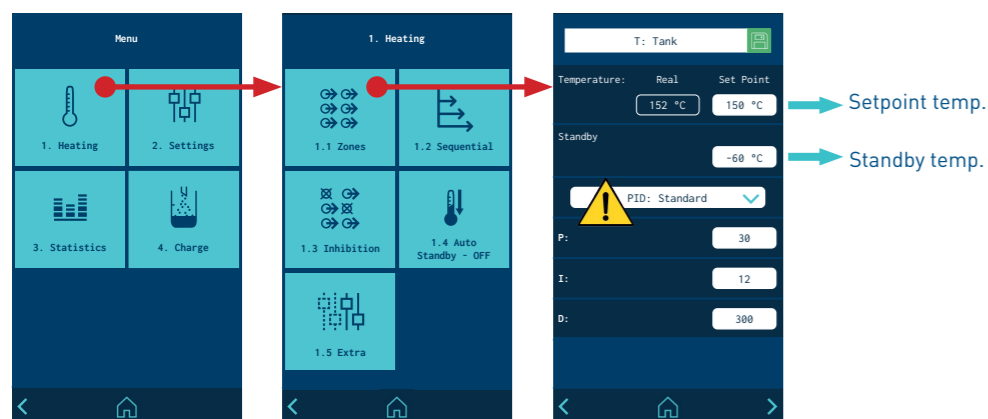 Menu
1. Heating
2. Settings
3. Statistics
4. Charge
1. Heating
1.1 Zones
1.2 Sequential
1.3 Inhibition
1.4 Auto
Standby - OFF
1.5 Extra
T: Tank
Temperature: Real Set Point
152 °C 150 °C
Standby
-60 °C
PID: Standard
P: 30
I: 12
D: 300
Setpoint temp.
Standby temp.